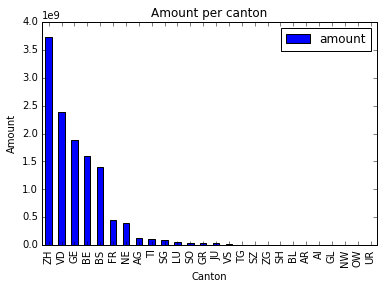 Amount per canton
1e9
4.0
3.5
3.0
2.5
2.0
1.5
1.0
0.5
0.0
Amount
amount
ZH VD GE BE BS FR NE AG TI SG LU SO GR JU VS TG SZ ZG SH BL AR AI GL NW OW UR
Canton